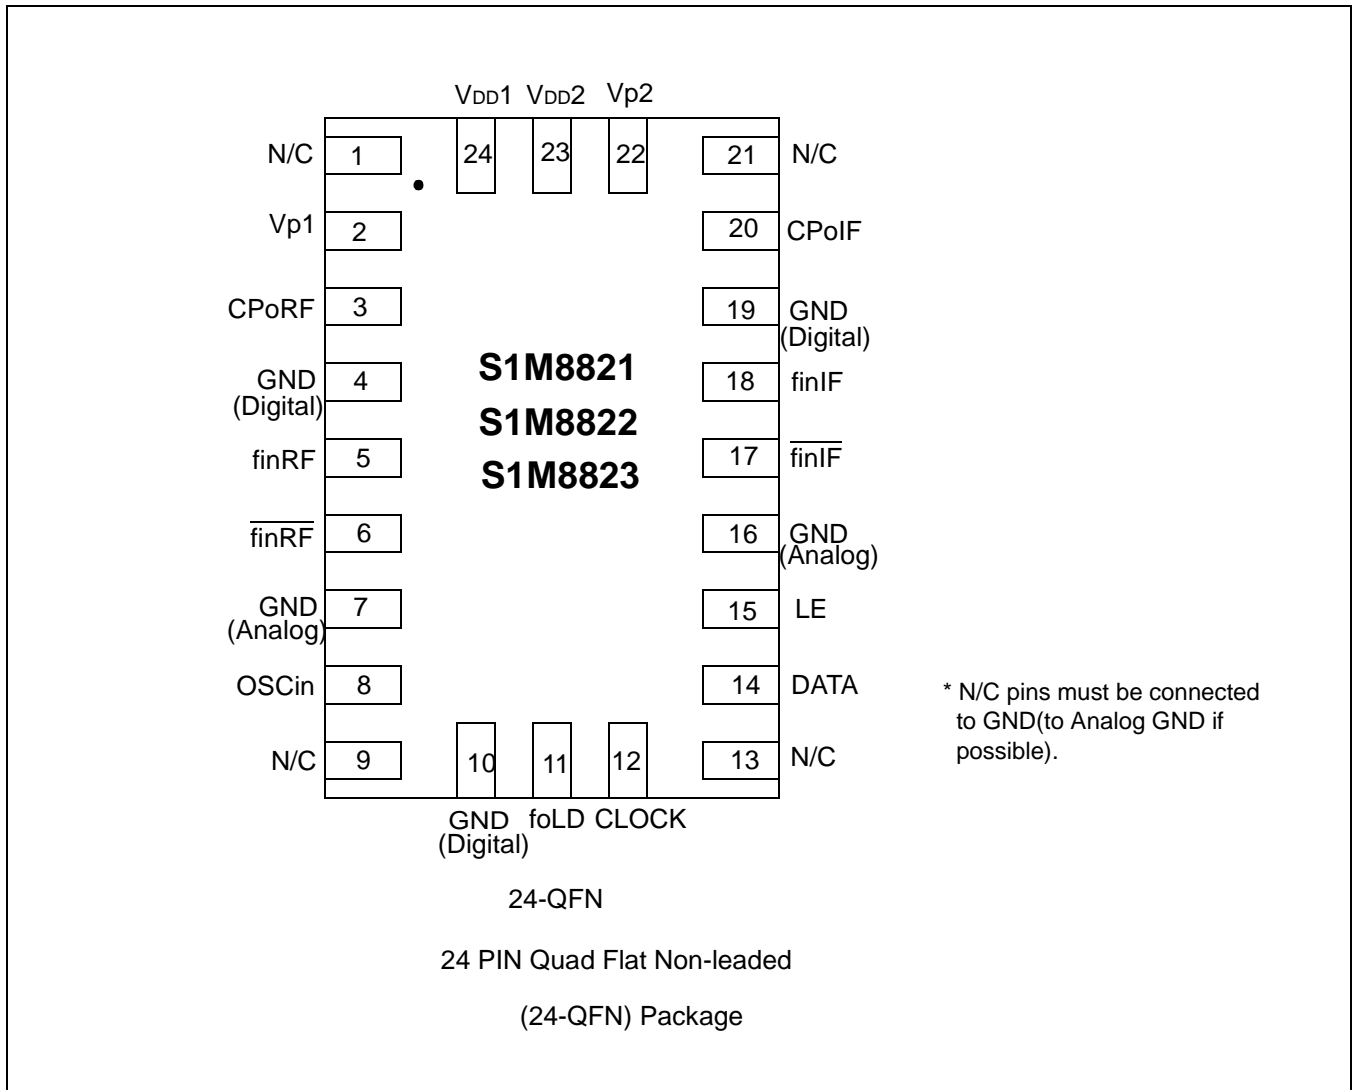 VDD1 VDD2 Vp2
N/C 1 24 23 22 21 N/C
Vp1 2 20 CPoIF
CPoRF 3 19 GND
(Digital)
GND 4 18 finIF
(Digital)
S1M8821
S1M8822
S1M8823
finRF 5 17 finIF
finRF 6 16 GND
(Analog)
GND 7 15 LE
(Analog)
OSCin 8 14 DATA
* N/C pins must be connected
to GND(to Analog GND if
possible).
N/C 9 10 11 12 13 N/C
GND foLD CLOCK
(Digital)
24-QFN
24 PIN Quad Flat Non-leaded
(24-QFN) Package